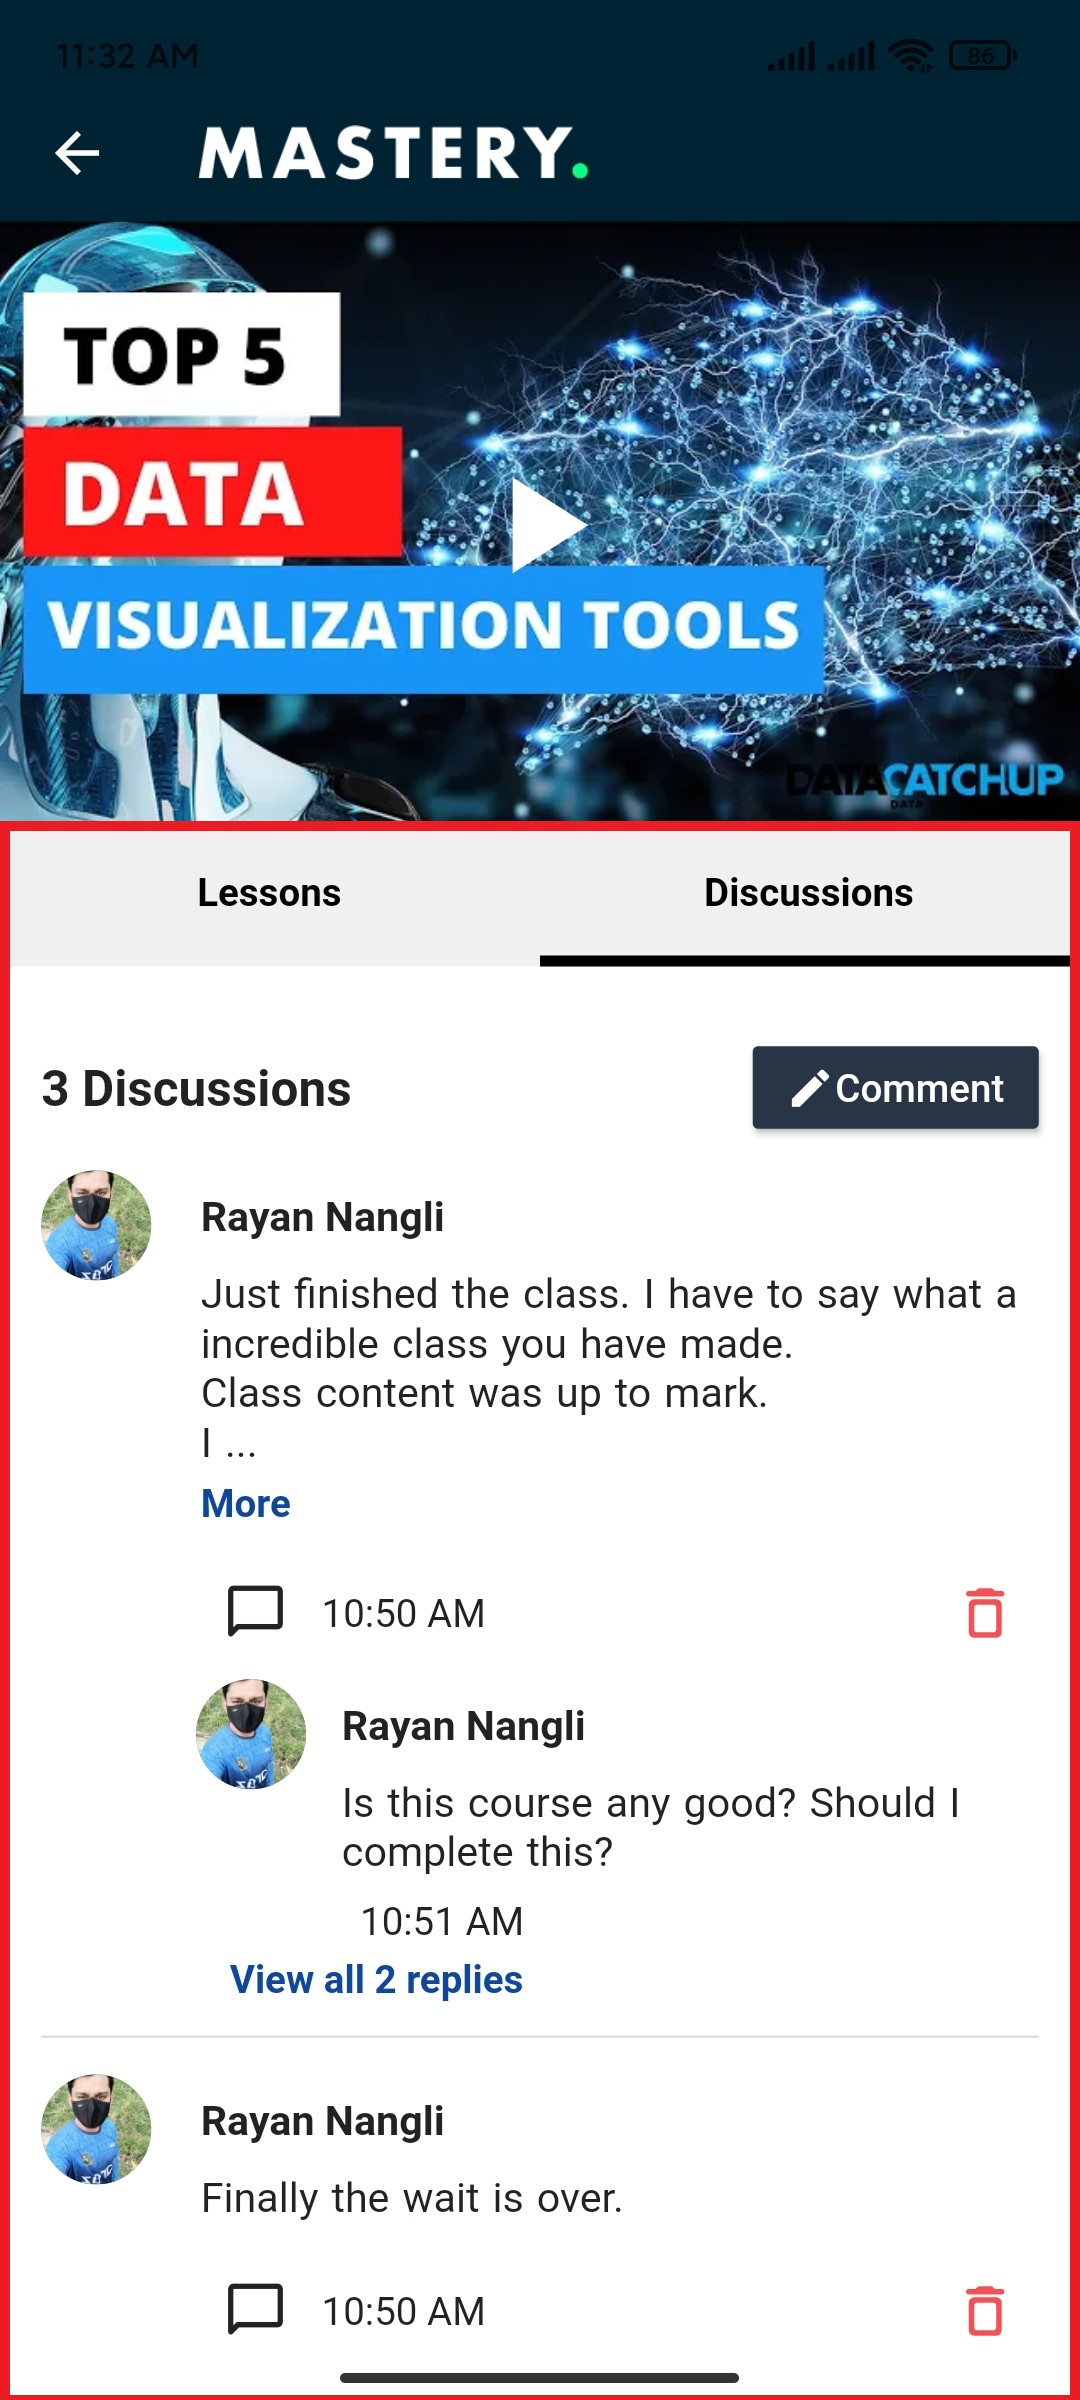 11:32 AM
86
MASTERY.
TOP 5
DATA
VISUALIZATION TOOLS
DATACATCHUP
Lessons
Discussions
3 Discussions
Comment
Rayan Nangli
Just finished the class. I have to say what a
incredible class you have made.
Class content was up to mark.
I ...
More
10:50 AM
Rayan Nangli
Is this course any good? Should I
complete this?
10:51 AM
View all 2 replies
Rayan Nangli
Finally the wait is over.
10:50 AM